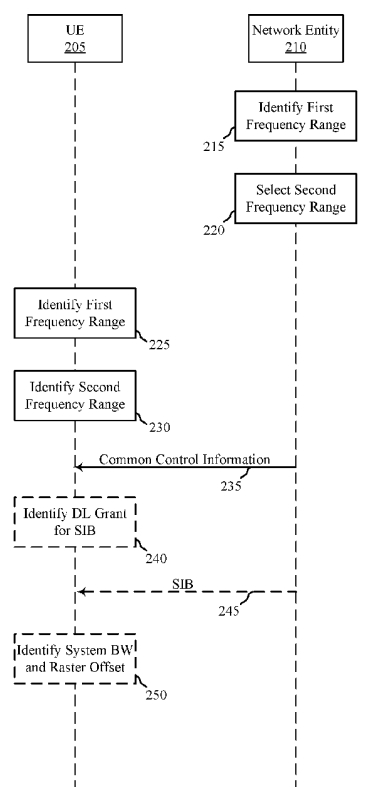 UE
205
Network Entity
210
Identify First
Frequency Range
215
Select Second
Frequency Range
220
Identify First
Frequency Range
225
Identify Second
Frequency Range
230
Common Control Information
235
Identify DL Grant
for SIB
240
SIB
245
Identify System BW
and Raster Offset
250